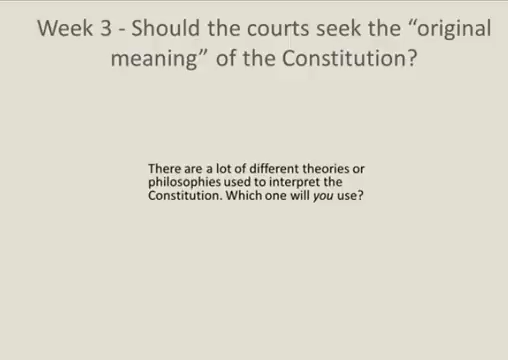 Week 3 - Should the courts seek the “original
meaning” of the Constitution?
There are a lot of different theories or
philosophies used to interpret the
Constitution. Which one will you use?